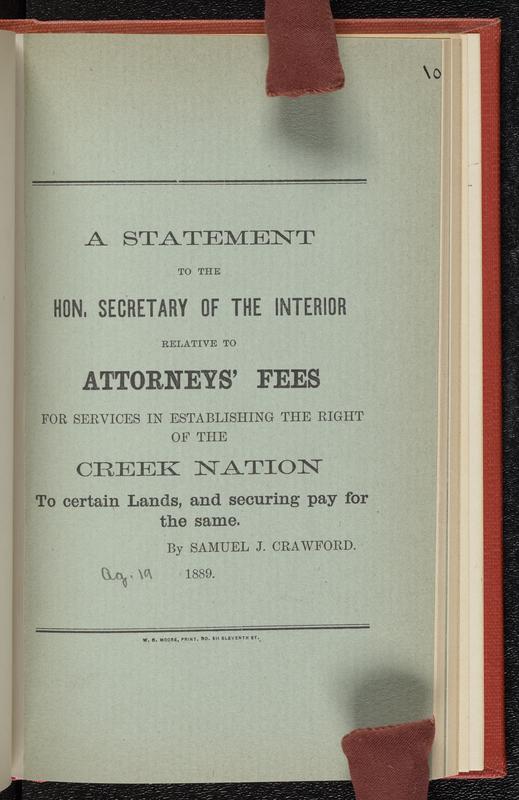 10
A STATEMENT
TO THE
HON. SECRETARY OF THE INTERIOR
RELATIVE TO
ATTORNEYS' FEES
FOR SERVICES IN ESTABLISHING THE RIGHT
OF THE
CREEK NATION
To certain Lands, and securing pay for
the same.
By SAMUEL J. CRAWFORD.
Ag. 19 1889.
W. H. MOORE, PRINT, NO. 511 ELEVENTH ST.